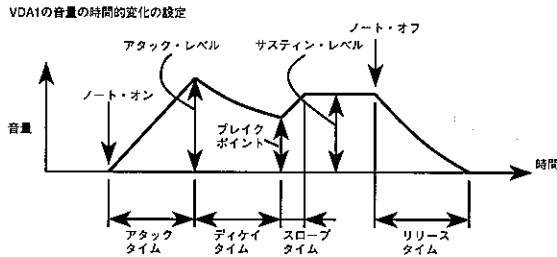 VDA1の音量の時間的変化の設定
アタック・レベル
サスティン・レベル
ノート・オフ
ノート・オン
音量
ブレイク
ポイント
時間
アタック
タイム
ディケイ
タイム
スロープ
タイム
リリース
タイム